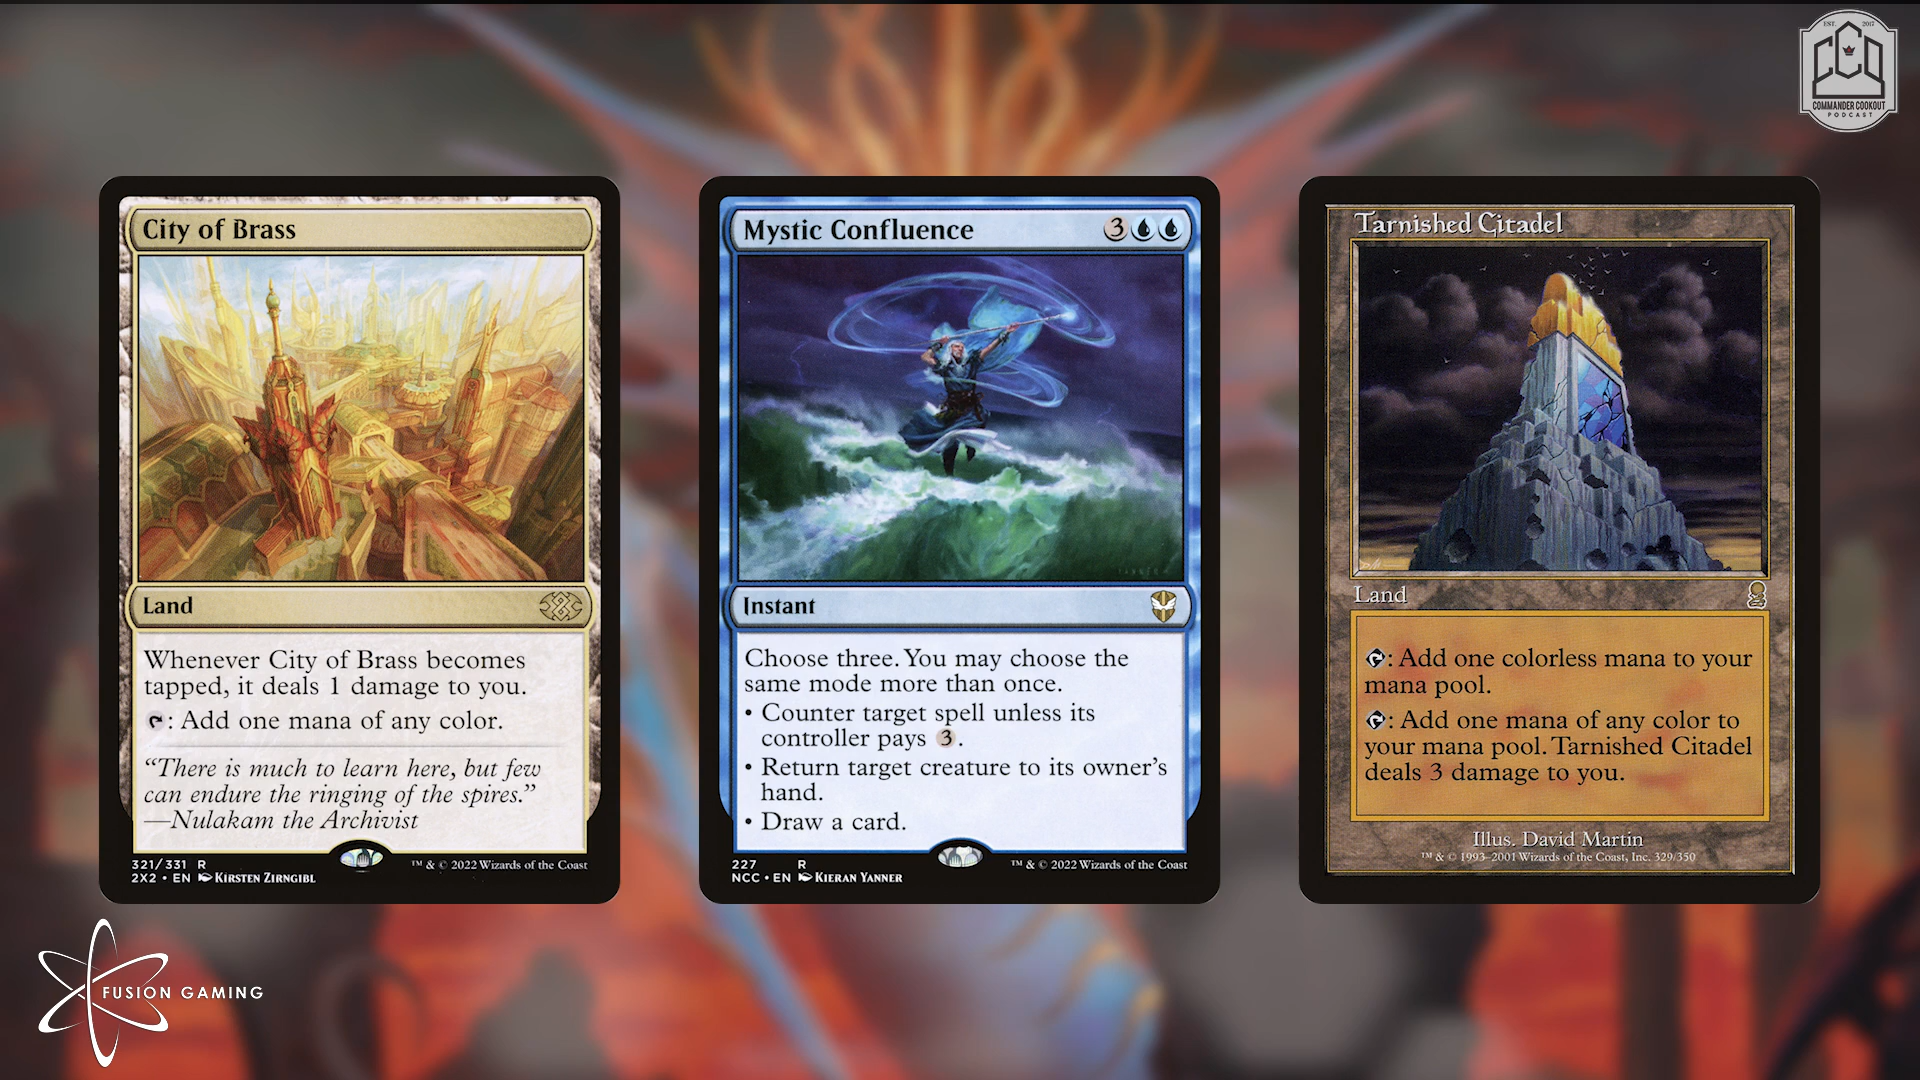 EST. 2017
CCO
COMMANDER COOKOUT
PODCAST
City of Brass
Land
Whenever City of Brass becomes
tapped, it deals 1 damage to you.
: Add one mana of any color.
“There is much to learn here, but few
can endure the ringing of the spires.”
—Nulakam the Archivist
321/331 R
2X2 • EN KIRSTEN ZIRNGIBL
™ & © 2022 Wizards of the Coast
Mystic Confluence 3
Instant
Choose three. You may choose the
same mode more than once.
• Counter target spell unless its
controller pays 3.
• Return target creature to its owner’s
hand.
• Draw a card.
227 R
NCC • EN KIERAN YANNER
™ & © 2022 Wizards of the Coast
Tarnished Citadel
Land
: Add one colorless mana to your
mana pool.
: Add one mana of any color to
your mana pool. Tarnished Citadel
deals 3 damage to you.
Illus. David Martin
™ & © 1993–2001 Wizards of the Coast, Inc. 329/350
FUSION GAMING